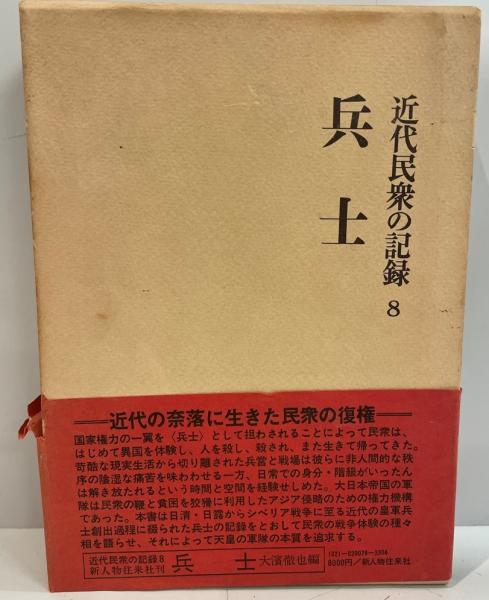 近代民衆の記録 8
兵士
━近代の奈落に生きた民衆の復権━
国家権力の一翼を〈兵士〉として担わされることによって民衆は、
はじめて異国を体験し、人を殺し、殺され、また生きて帰ってきた。
苛酷な現実生活から切り離された兵営と戦場は彼らに非人間的な秩
序の陰湿な痛苦を味わわせる一方、日常での身分・階級がいったん
は解き放たれるという時間と空間を経験せしめた。大日本帝国の軍
隊は民衆の鞭と貧困を狡猾に利用したアジア侵略のための権力機構
であった。本書は日清・日露からシベリア戦争に至る近代の皇軍兵
士創出過程に綴られた兵士の記録をとおして民衆の戦争体験の種々
相を語らせ、それによって天皇の軍隊の本質を追求する。
近代民衆の記録8
新人物往来社刊
兵 士 大濱徹也編
8000円/新人物往来社